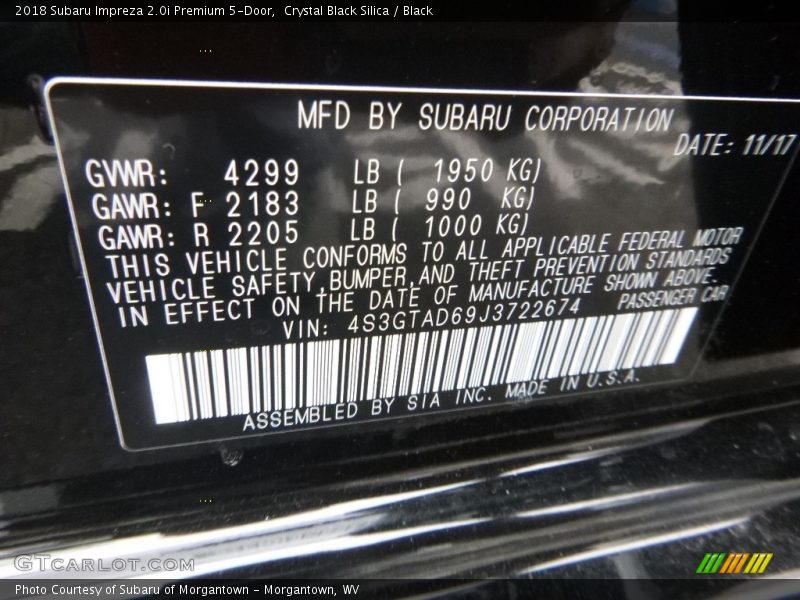 2018 Subaru Impreza 2.0i Premium 5-Door,  Crystal Black Silica / Black
MFD BY SUBARU CORPORATION
DATE: 11/17
GVWR: 4299 LB ( 1950 KG)
GAWR: F 2183 LB ( 990 KG)
GAWR: R 2205 LB ( 1000 KG)
THIS VEHICLE CONFORMS TO ALL APPLICABLE FEDERAL MOTOR
VEHICLE SAFETY,BUMPER,AND THEFT PREVENTION STANDARDS
IN EFFECT ON THE DATE OF MANUFACTURE SHOWN ABOVE.
PASSENGER CAR
VIN: 4S3GTAD69J3722674
ASSEMBLED BY SIA INC. MADE IN U.S.A.
GTCARLOT.COM
Photo Courtesy of Subaru of Morgantown - Morgantown, WV